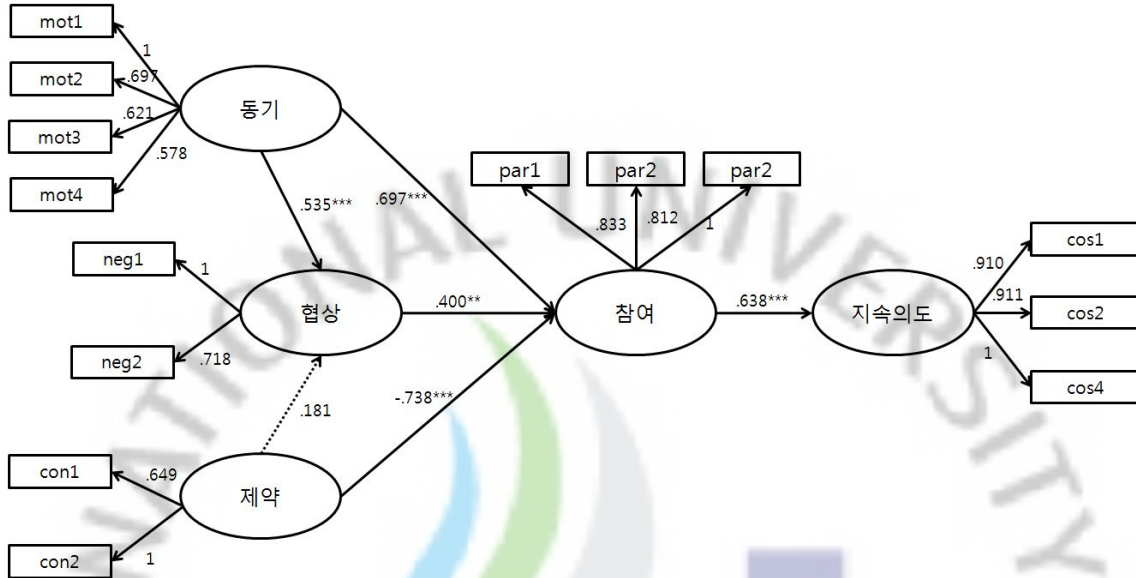 mot1
1
mot2
.697
동기
.621
mot3
.578
mot4
par1
par2
par2
.535***
.697***
.833
.812
1
neg1
1
cos1
.910
협상
.400**
참여
.638***
지속의도
.911
cos2
neg2
.718
1
.181
-.738***
cos4
con1
.649
제약
con2
1
NATIONAL UNIVERSITY